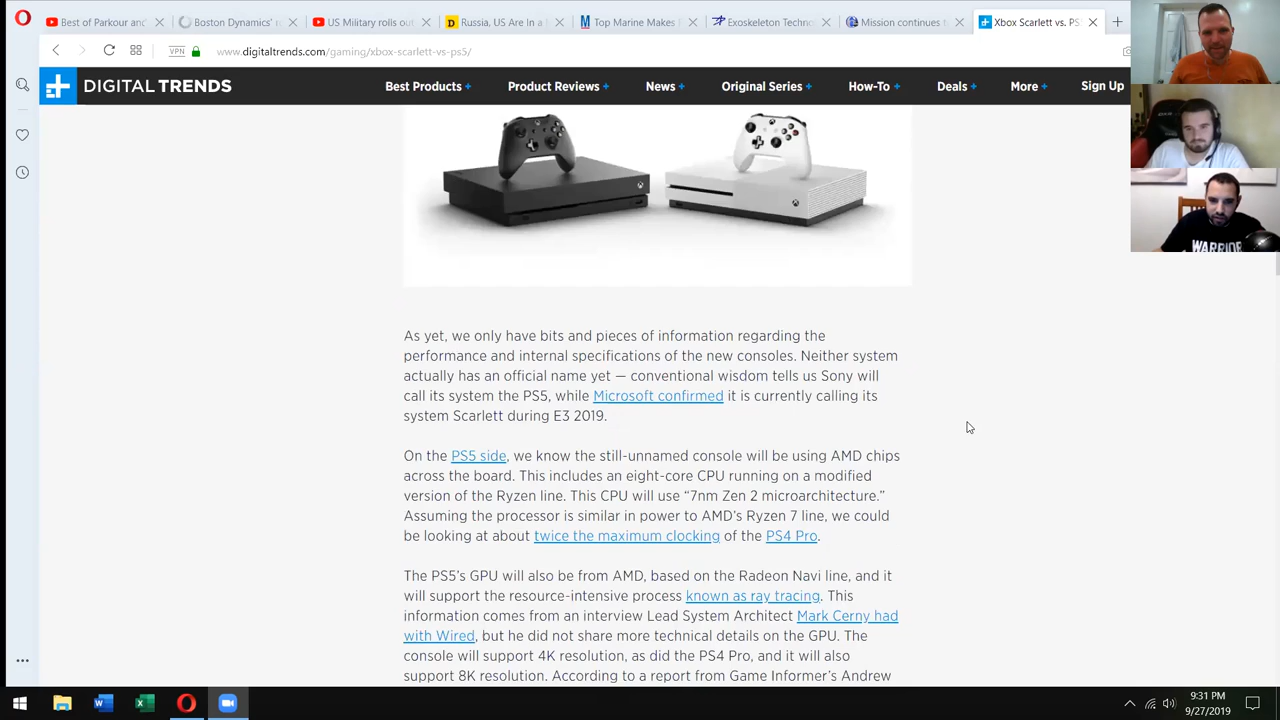 Best of Parkour and
Boston Dynamics' r
US Military rolls out
Russia, US Are In a
Top Marine Makes
Exoskeleton Techn
Mission continues f
Xbox Scarlett vs. PS
VPN
www.digitaltrends.com/gaming/xbox-scarlett-vs-ps5/
DIGITAL TRENDS
Best Products +
Product Reviews +
News +
Original Series +
How-To +
Deals +
More +
Sign Up
As yet, we only have bits and pieces of information regarding the
performance and internal specifications of the new consoles. Neither system
actually has an official name yet — conventional wisdom tells us Sony will
call its system the PS5, while Microsoft confirmed it is currently calling its
system Scarlett during E3 2019.
On the PS5 side, we know the still-unnamed console will be using AMD chips
across the board. This includes an eight-core CPU running on a modified
version of the Ryzen line. This CPU will use “7nm Zen 2 microarchitecture.”
Assuming the processor is similar in power to AMD’s Ryzen 7 line, we could
be looking at about twice the maximum clocking of the PS4 Pro.
The PS5’s GPU will also be from AMD, based on the Radeon Navi line, and it
will support the resource-intensive process known as ray tracing. This
information comes from an interview Lead System Architect Mark Cerny had
with Wired, but he did not share more technical details on the GPU. The
console will support 4K resolution, as did the PS4 Pro, and it will also
support 8K resolution. According to a report from Game Informer’s Andrew
WARRIOR
9:31 PM
9/27/2019